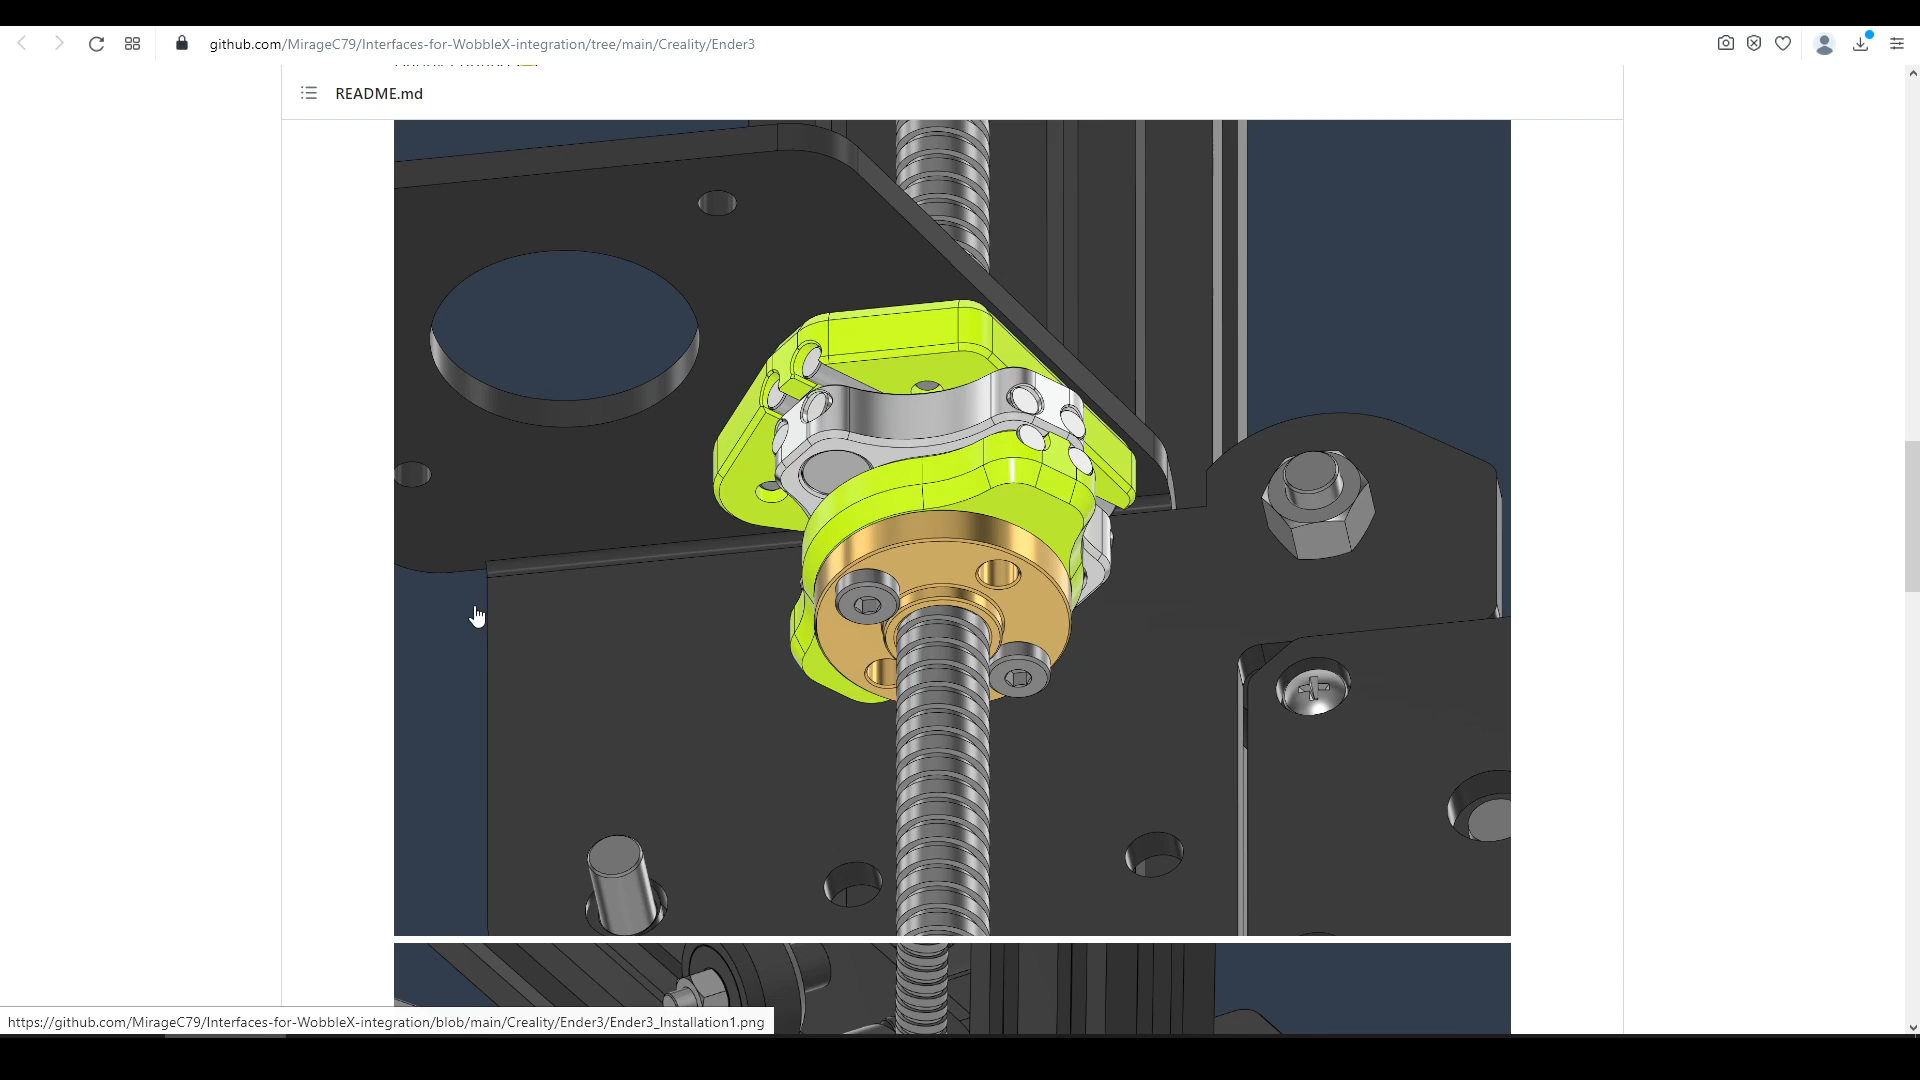 github.com/MirageC79/Interfaces-for-WobbleX-integration/tree/main/Creality/Ender3
README.md
https://github.com/MirageC79/Interfaces-for-WobbleX-integration/blob/main/Creality/Ender3/Ender3_Installation1.png